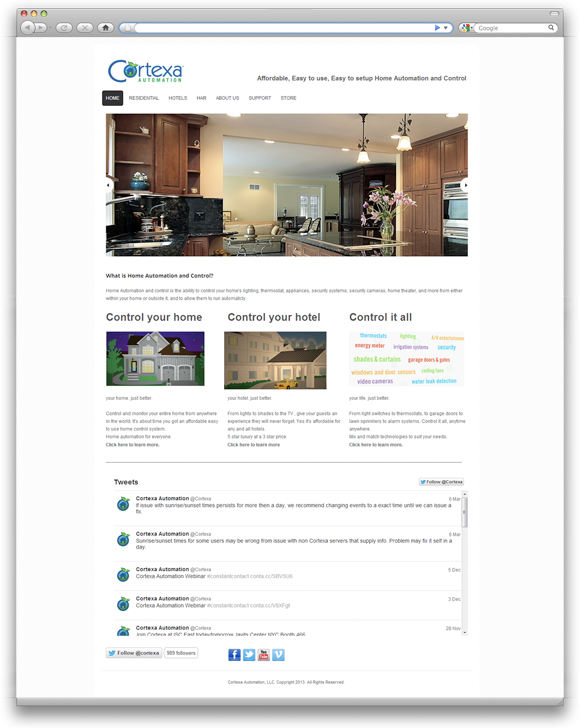 Google
Cortexa
AUTOMATION
Affordable, Easy to use, Easy to setup Home Automation and Control
HOME RESIDENTIAL HOTELS HAR ABOUT US SUPPORT STORE
What is Home Automation and Control?
Home Automation and control is the ability to control your home's lighting, thermostat, appliances, security systems, security cameras, home theater, and more from either
within your home or outside it, and to allow them to run automaticlly.
Control your home Control your hotel Control it all
thermostats lighting A/V entertainment
energy meter irrigation systems security
shades & curtains garage doors & gates
windows and door sensors ceiling fans
video cameras water leak detection
your home, just better. your hotel, just better. your life, just better.
Control and monitor your entire home from anywhere
in the world. It's about time you got an affordable easy
to use home control system.
Home automation for everyone.
Click here to learn more.
From lights to shades to the TV , give your guests an
experience they will never forget. Yes it's affordable for
any and all hotels.
5 star luxury at a 3 star price.
Click here to learn more
From light switches to thermostats, to garage doors to
lawn sprinklers to alarm systems. Control it all, anytime
anywhere.
Mix and match technologies to suit your needs.
Click here to learn more.
Tweets Follow @Cortexa
Cortexa Automation @Cortexa 6 Mar
If issue with sunrise/sunset times persists for more then a day. we recommend changing events to a exact time until we can issue a
fix.
Cortexa Automation @Cortexa 6 Mar
Sunrise/sunset times for some users may be wrong from issue with non Cortexa servers that supply info. Problem may fix it self in a
day.
Cortexa Automation @Cortexa 5 Dec
Cortexa Automation Webinar #constantcontact
Cortexa Automation @Cortexa 3 Dec
Cortexa Automation Webinar #constantcontact
Cortexa Automation @Cortexa 28 Nov
Join Cortexa at ISC East today/tomorrow Javits Center NYC Booth 466
Follow @cortexa 989 followers
Cortexa Automation, LLC. Copyright 2013. All Rights Reserved